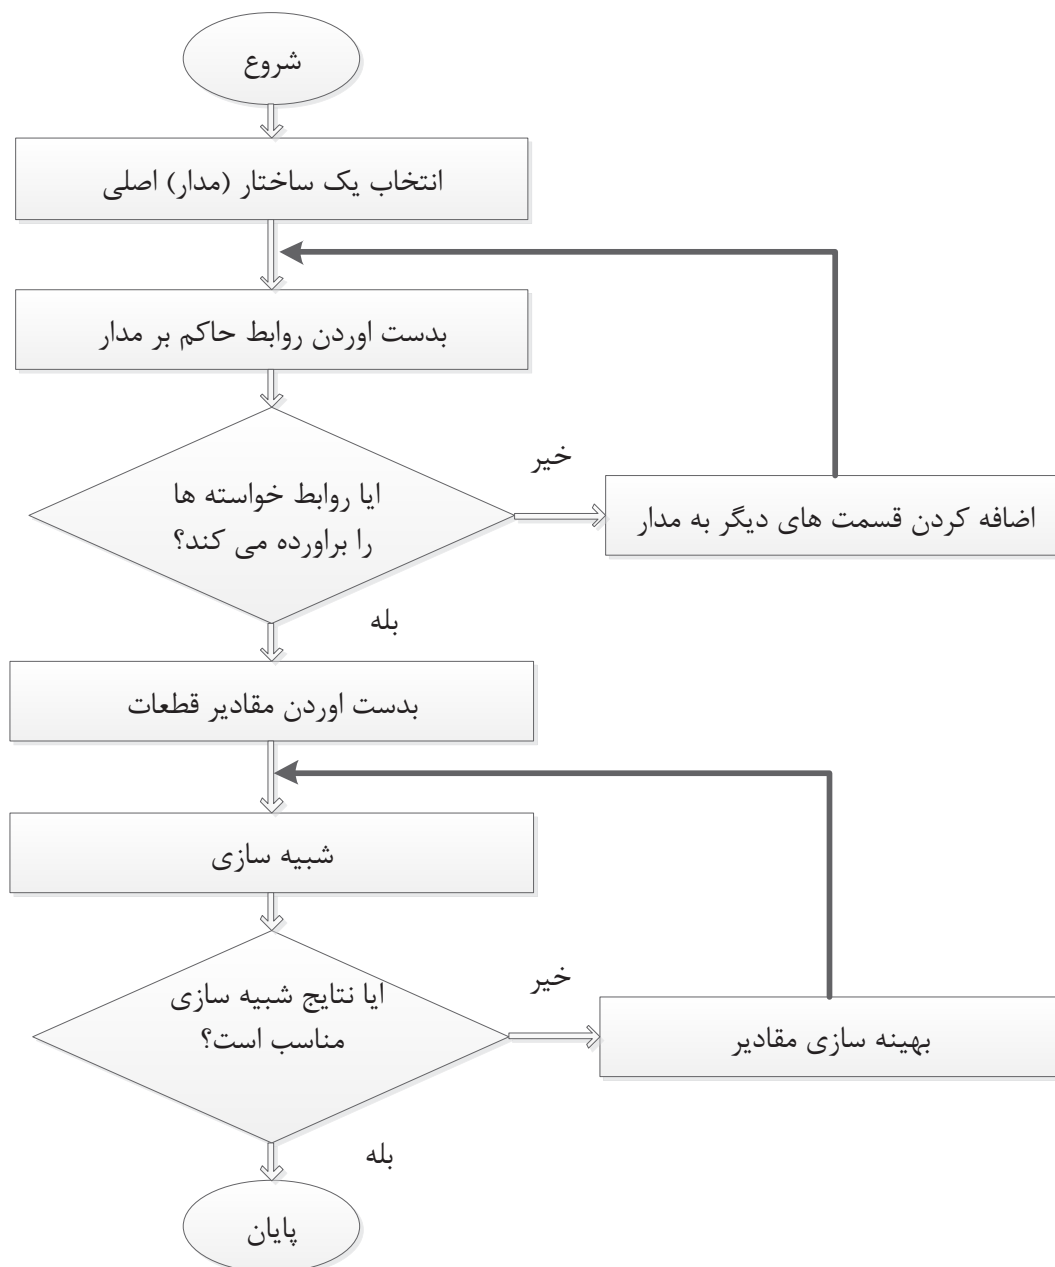 شروع
انتخاب یک ساختار (مدار) اصلی
بدست اوردن روابط حاکم بر مدار
ایا روابط خواسته ها
را براورده می کند؟
خیر
اضافه کردن قسمت های دیگر به مدار
بله
بدست اوردن مقادیر قطعات
شبیه سازی
ایا نتایج شبیه سازی
مناسب است؟
خیر
بهینه سازی مقادیر
بله
پایان